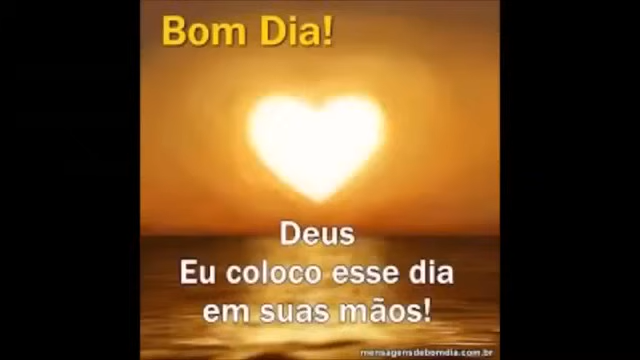 Bom Dia!
Deus
Eu coloco esse dia
em suas mãos!
mensagensdebomdia.com.br